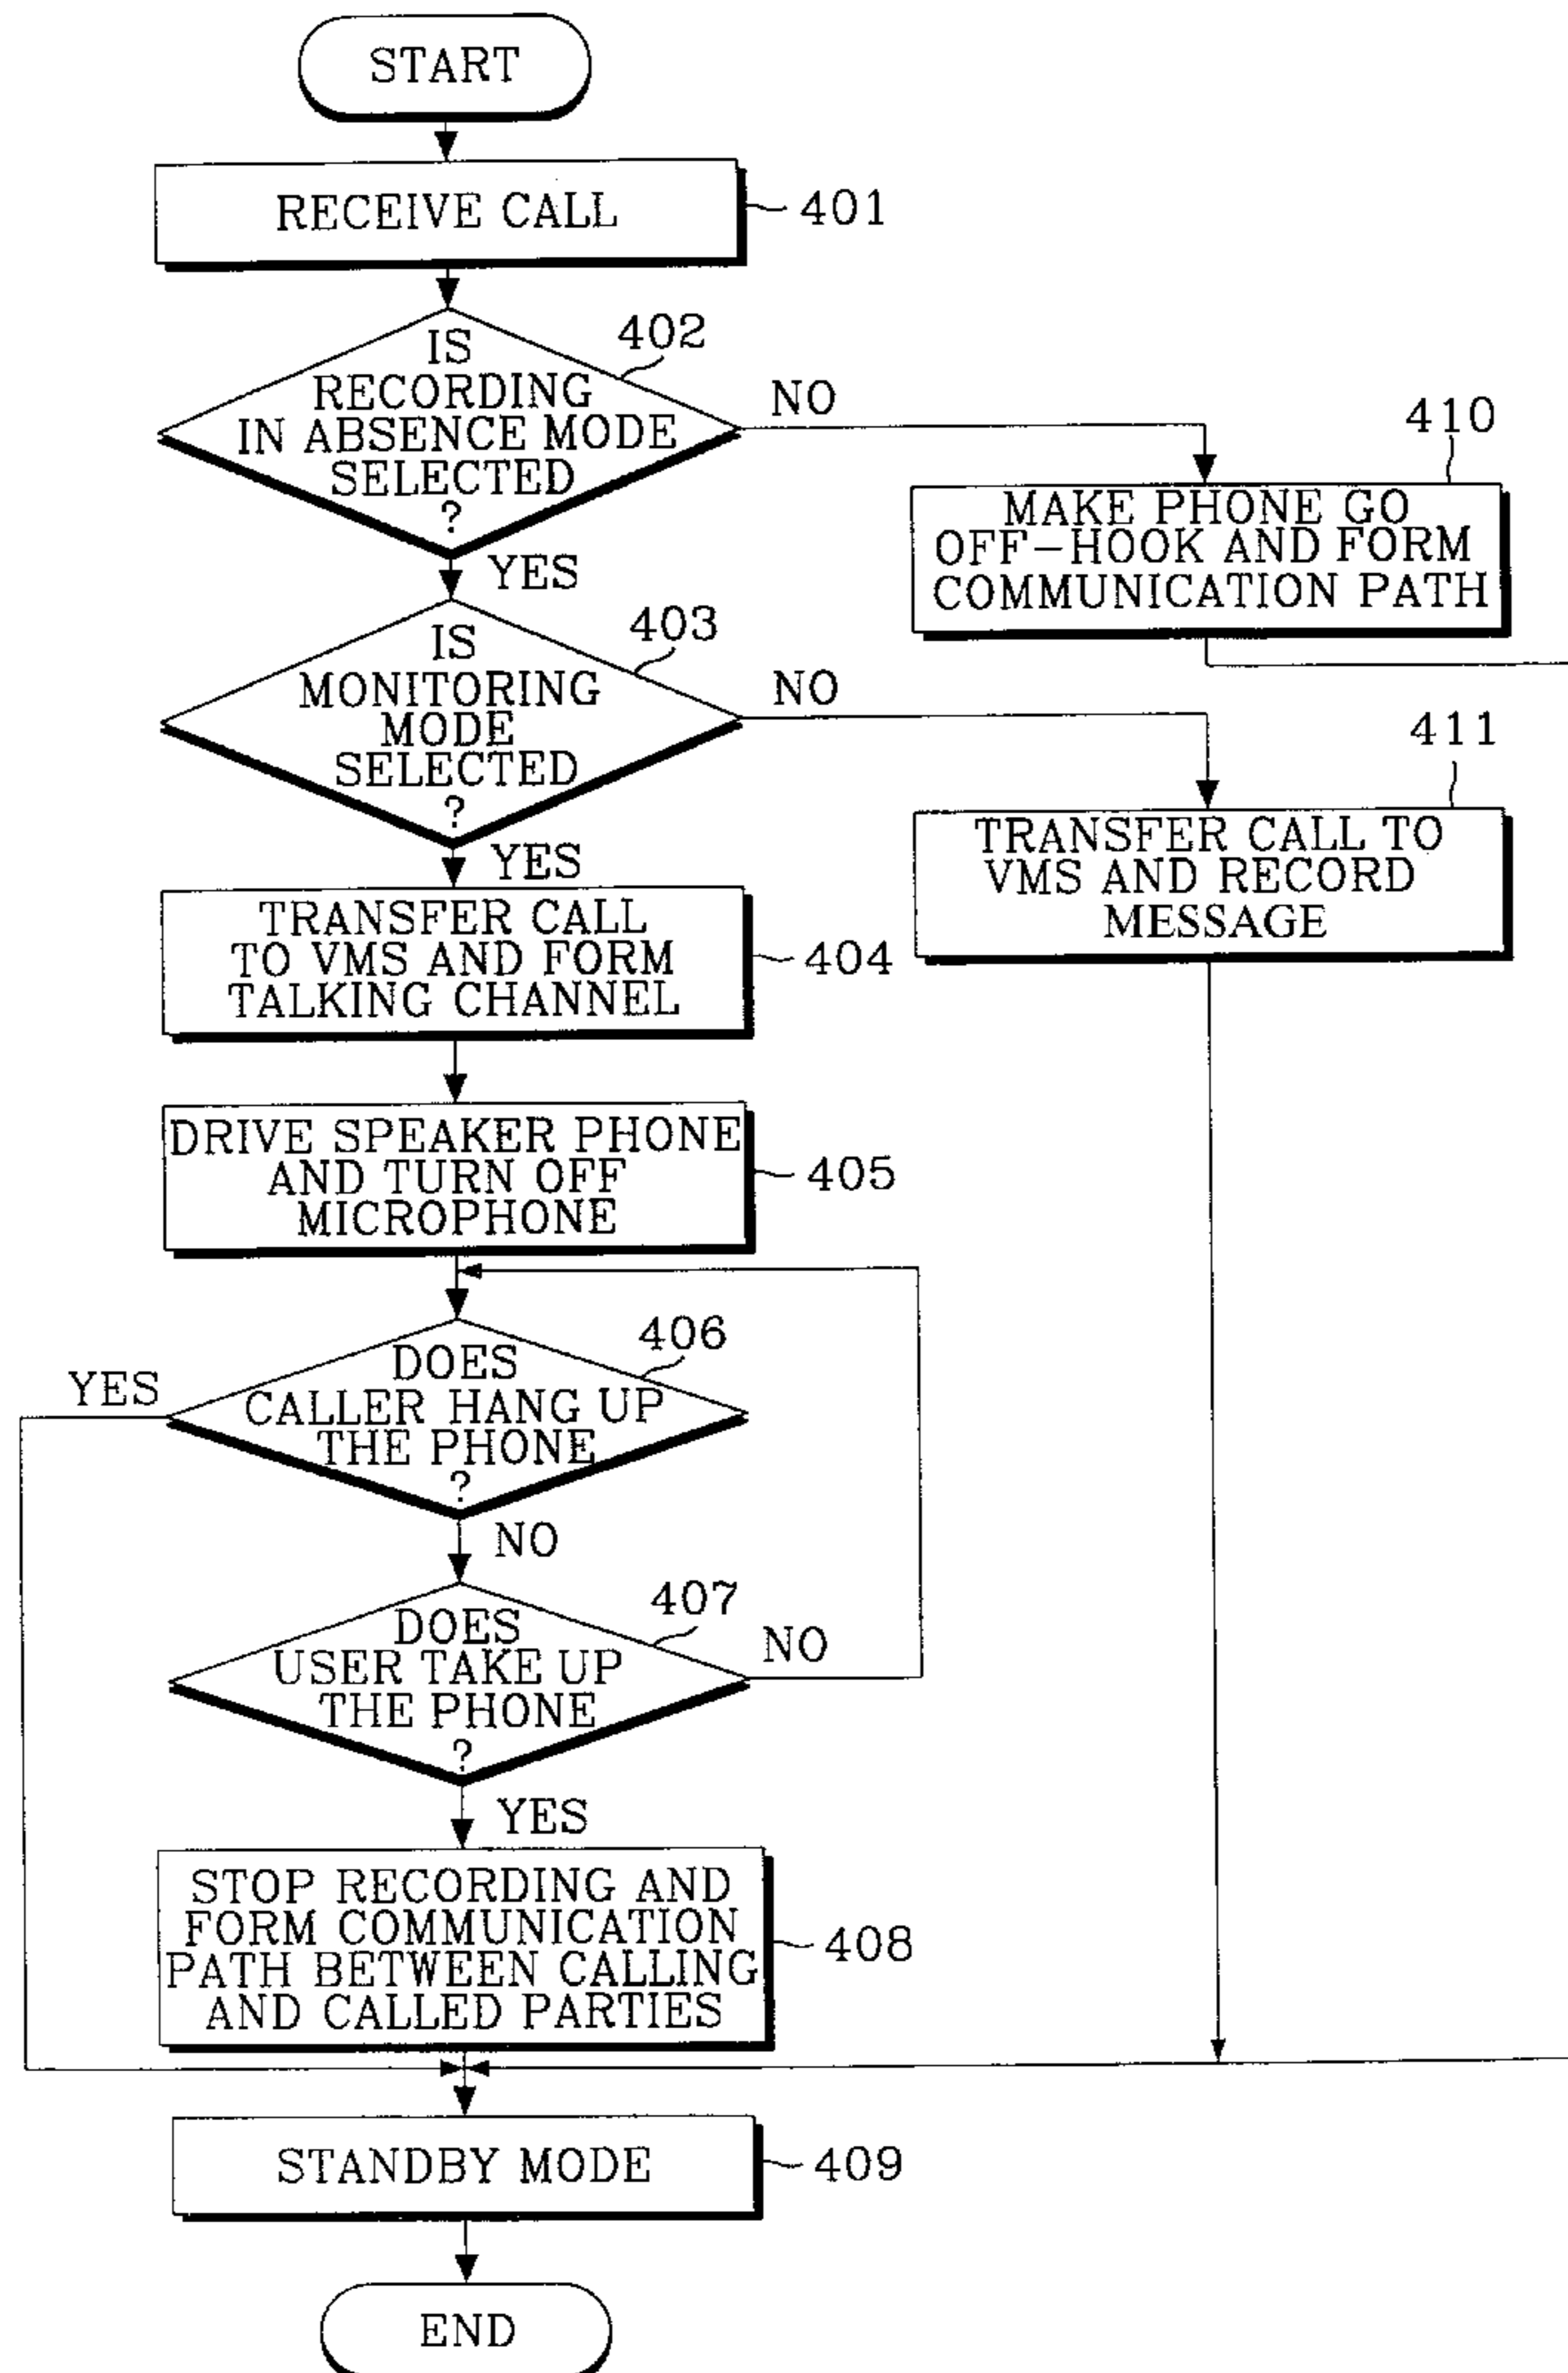 START
RECEIVE CALL
401
IS
RECORDING
IN ABSENCE MODE
SELECTED
?
402
NO
YES
410
MAKE PHONE GO
OFF-HOOK AND FORM
COMMUNICATION PATH
IS
MONITORING
MODE
SELECTED
?
403
NO
YES
411
TRANSFER CALL TO
VMS AND RECORD
MESSAGE
TRANSFER CALL
TO VMS AND FORM
TALKING CHANNEL
404
DRIVE SPEAKER PHONE
AND TURN OFF
MICROPHONE
405
DOES
CALLER HANG UP
THE PHONE
?
406
YES
NO
DOES
USER TAKE UP
THE PHONE
?
407
NO
YES
STOP RECORDING AND
FORM COMMUNICATION
PATH BETWEEN CALLING
AND CALLED PARTIES
408
STANDBY MODE
409
END